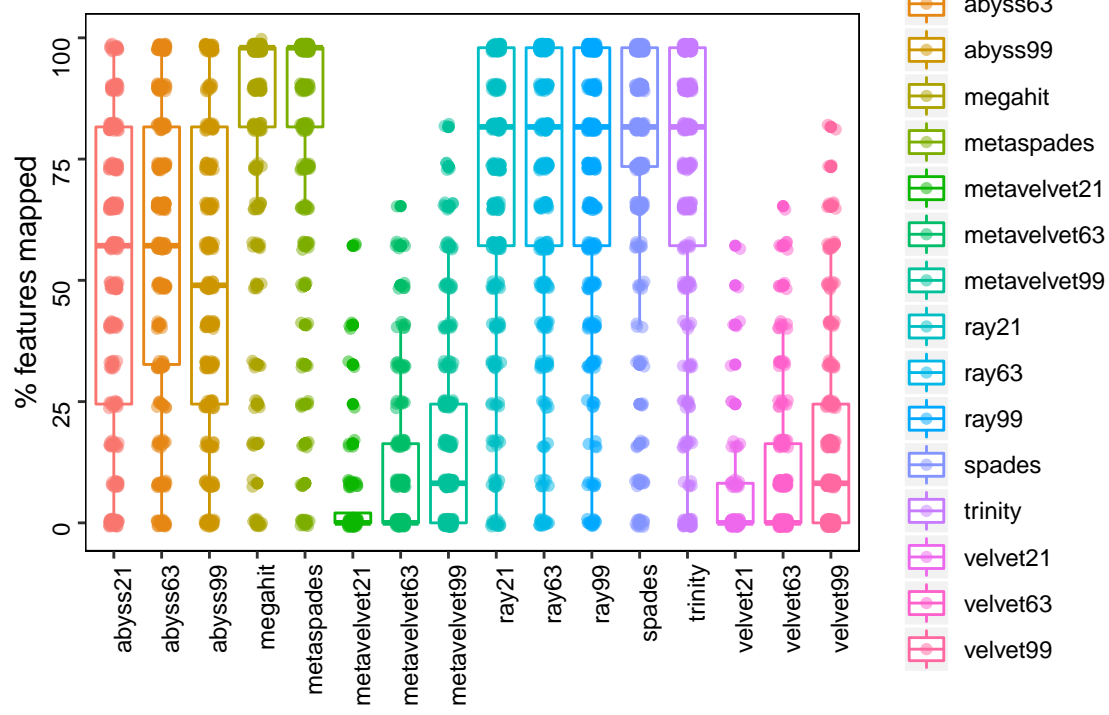 % features mapped
100
75
50
25
0
abyss21
abyss63
abyss99
megahit
metaspades
metavelvet21
metavelvet63
metavelvet99
ray21
ray63
ray99
spades
trinity
velvet21
velvet63
velvet99
abyss63
abyss99
megahit
metaspades
metavelvet21
metavelvet63
metavelvet99
ray21
ray63
ray99
spades
trinity
velvet21
velvet63
velvet99